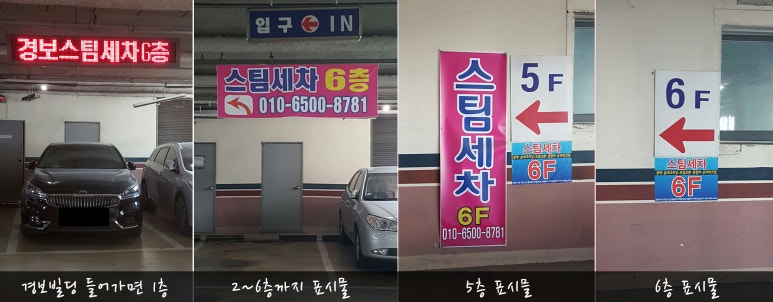 경보스팀세차6층
경보빌딩 들어가면 1층
입구 IN
스팀세차 6층
010-6500-8781
2~6층까지 표시물
스팀세차
6F
010-6500-8781
5F
스팀세차
6F
5층 표시물
6F
스팀세차
6F
6층 표시물